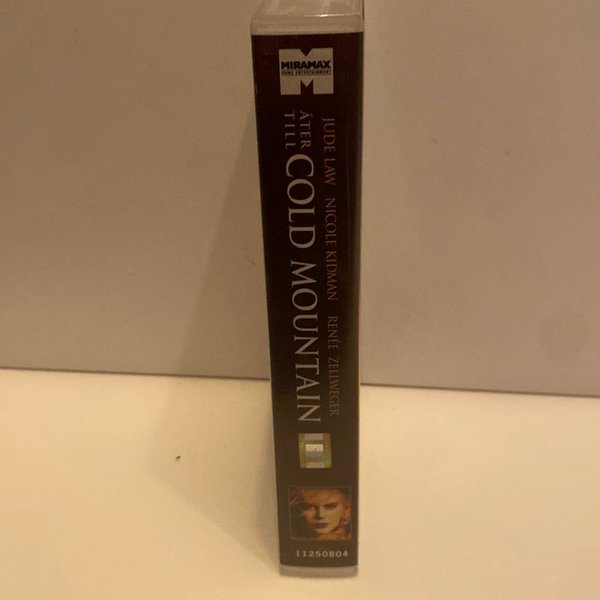 MIRAMAX
HOME ENTERTAINMENT
JUDE LAW NICOLE KIDMAN RENÉE ZELLWEGER
ÅTER
TILL
COLD MOUNTAIN
11250804